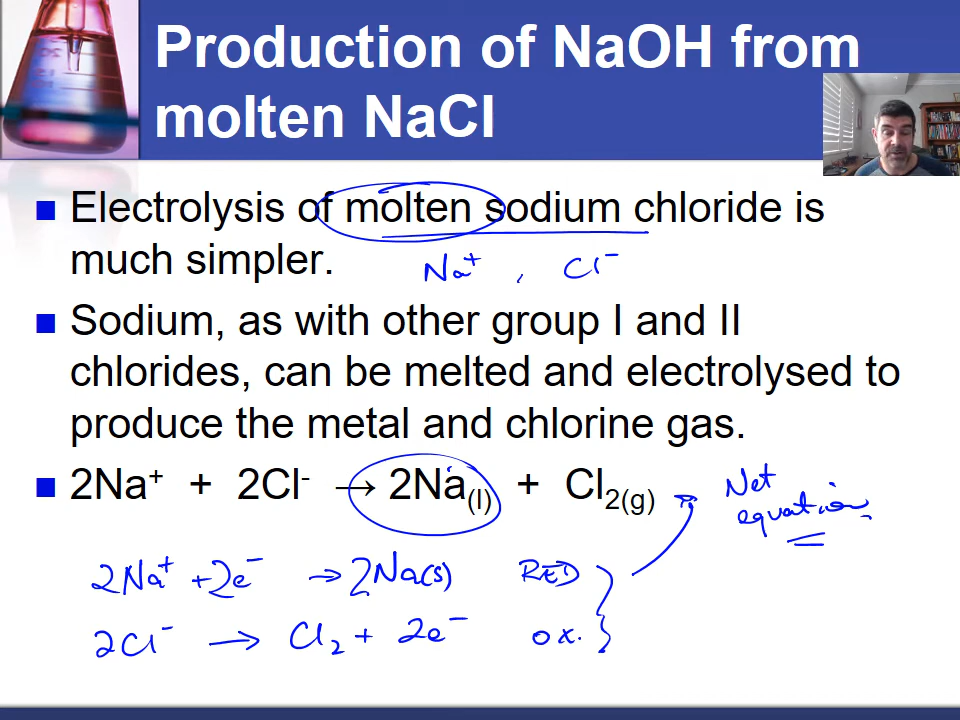 Production of NaOH from
molten NaCl
■ Electrolysis of molten sodium chloride is
much simpler.
Na⁺ , Cl⁻
■ Sodium, as with other group I and II
chlorides, can be melted and electrolysed to
produce the metal and chlorine gas.
■ 2Na⁺ + 2Cl⁻ → 2Na(l) + Cl₂(g)
Net
equation
2Na⁺ + 2e⁻ → 2Na(s) RED
2Cl⁻ → Cl₂ + 2e⁻ ox.